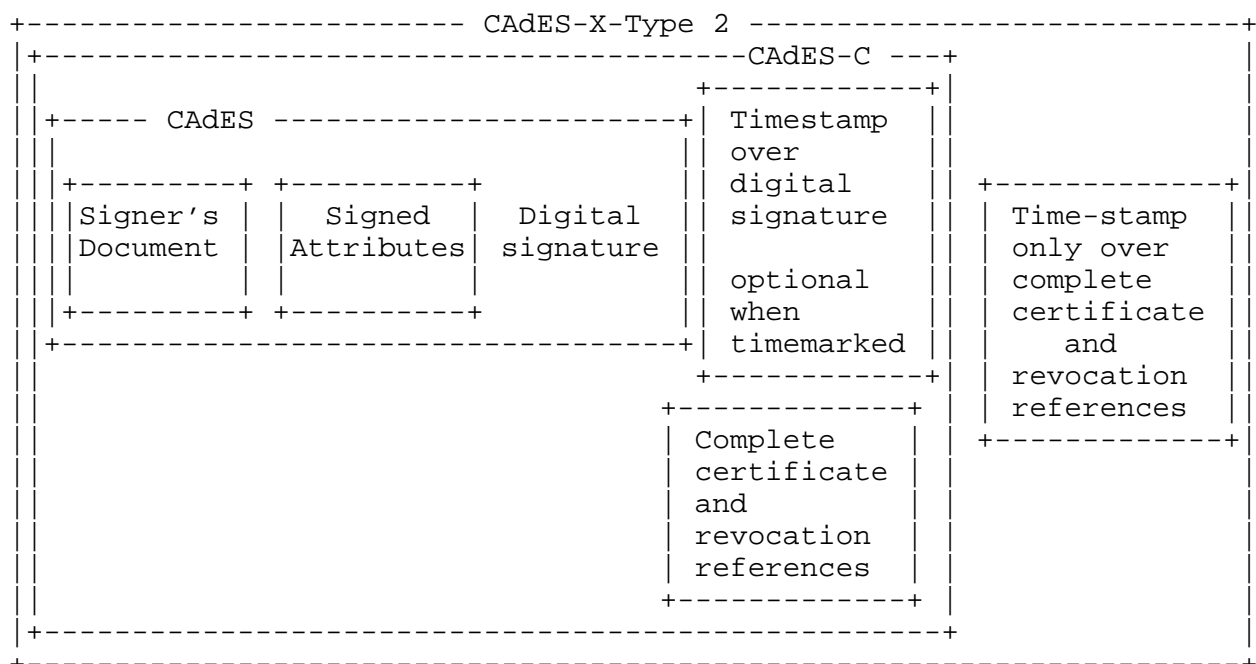 CAdES-X-Type 2
CAdES-C
CAdES
Timestamp
over
digital
signature
optional
when
timemarked
Signer's
Document
Signed
Attributes
Digital
signature
Time-stamp
only over
complete
certificate
and
revocation
references
Complete
certificate
and
revocation
references